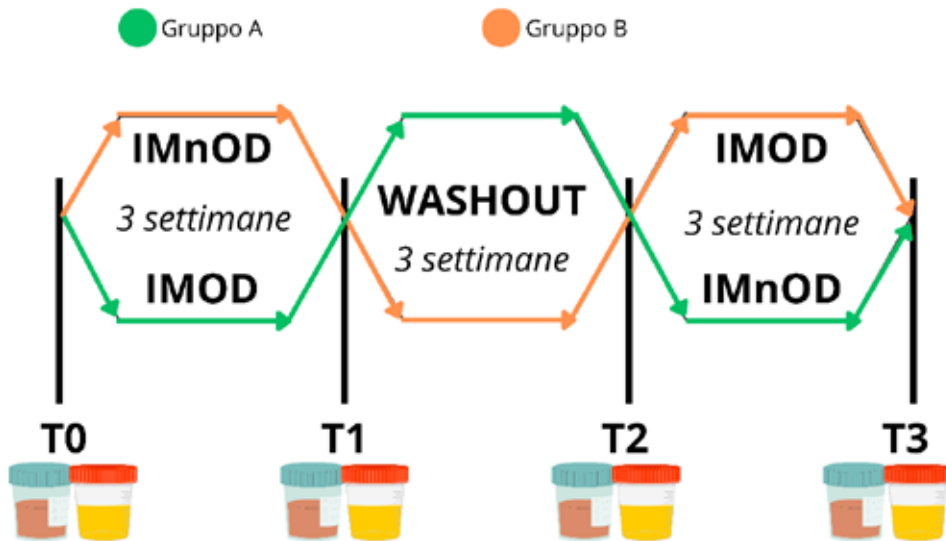 Gruppo A
Gruppo B
IMnOD
3 settimane
IMOD
WASHOUT
3 settimane
IMOD
3 settimane
IMnOD
T0
T1
T2
T3